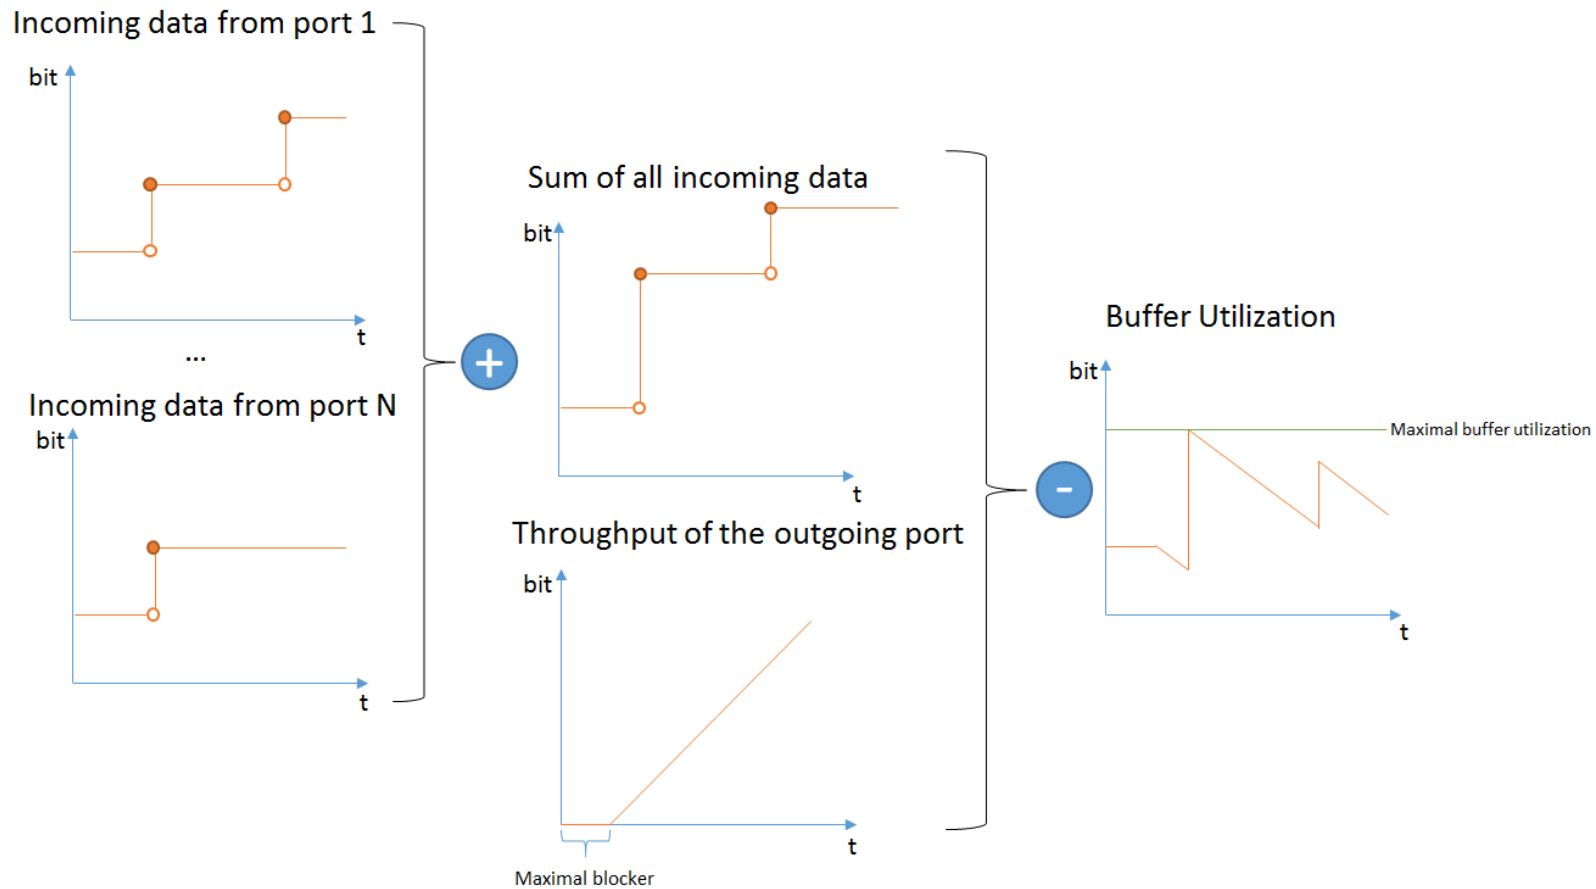 Incoming data from port 1
bit
t
...
Incoming data from port N
bit
t
+
Sum of all incoming data
bit
t
Throughput of the outgoing port
bit
t
Maximal blocker
-
Buffer Utilization
bit
Maximal buffer utilization
t